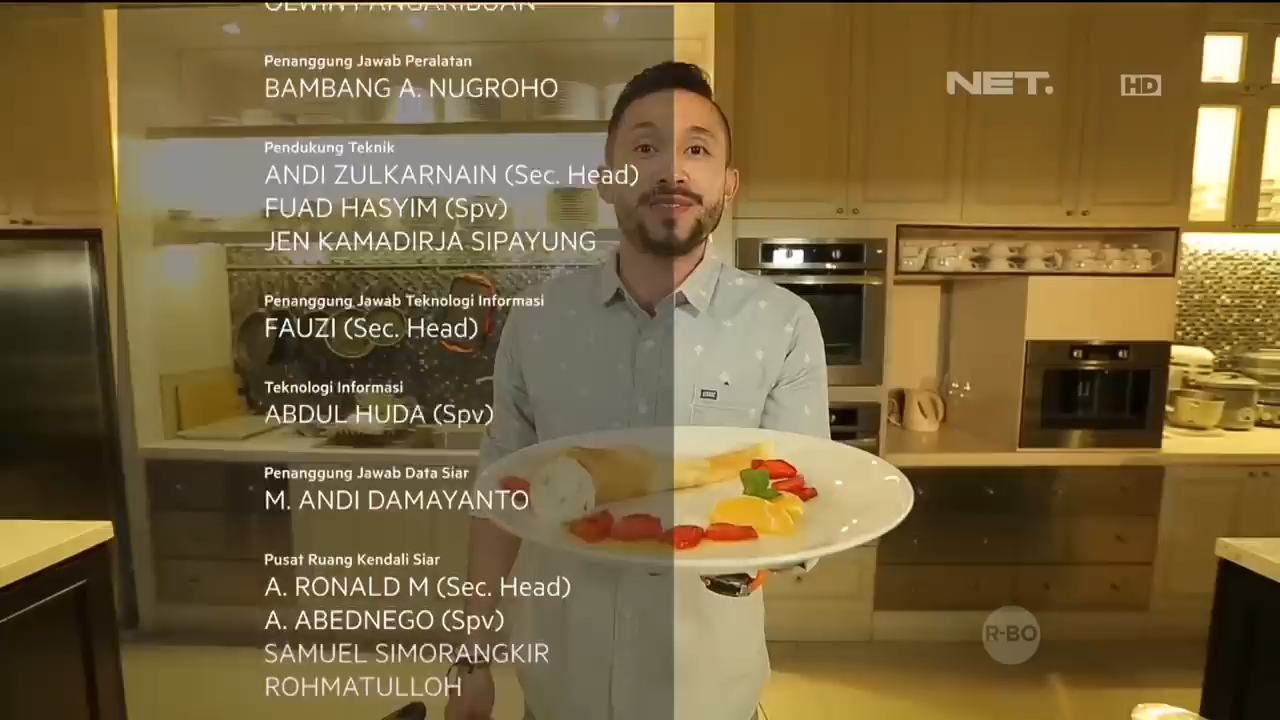 OLWIN PANGARIBUAN
Penanggung Jawab Peralatan
BAMBANG A. NUGROHO
Pendukung Teknik
ANDI ZULKARNAIN (Sec. Head)
FUAD HASYIM (Spv)
JEN KAMADIRJA SIPAYUNG
Penanggung Jawab Teknologi Informasi
FAUZI (Sec. Head)
Teknologi Informasi
ABDUL HUDA (Spv)
Penanggung Jawab Data Siar
M. ANDI DAMAYANTO
Pusat Ruang Kendali Siar
A. RONALD M (Sec. Head)
A. ABEDNEGO (Spv)
SAMUEL SIMORANGKIR
ROHMATULLOH
NET.
HD
R-BO